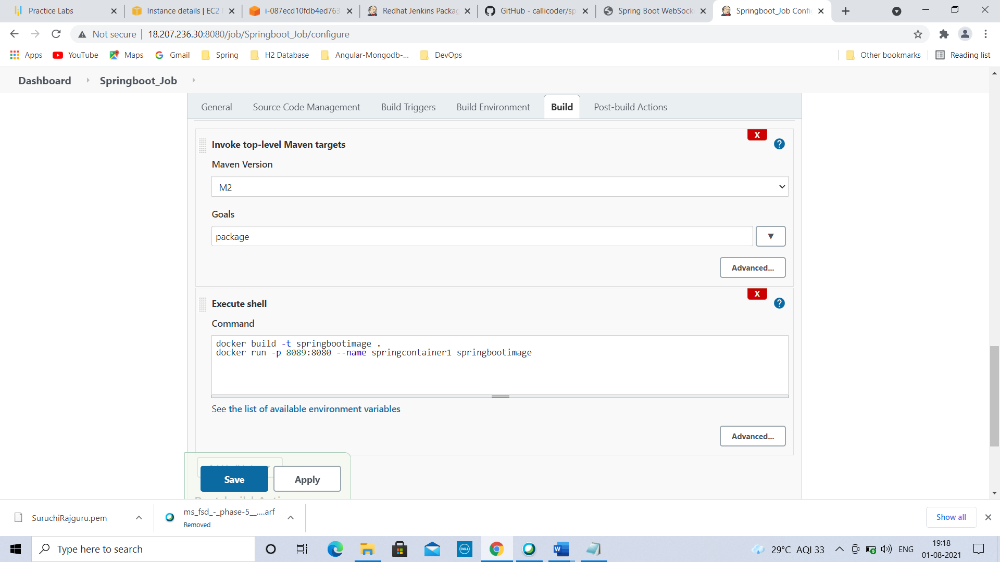 Practice Labs
Instance details | EC2
i-087ecd10fdb4ed763
Redhat Jenkins Packag
GitHub - callicoder/sp
Spring Boot WebSock
Springboot_Job Confi
Not secure
18.207.236.30:8080/job/Springboot_Job/configure
Apps
YouTube
Maps
Gmail
Spring
H2 Database
Angular-Mongodb-...
DevOps
Other bookmarks
Reading list
Dashboard
Springboot_Job
General
Source Code Management
Build Triggers
Build Environment
Build
Post-build Actions
X
Invoke top-level Maven targets
?
Maven Version
M2
Goals
package
Advanced...
X
Execute shell
?
Command
docker build -t springbootimage .
docker run -p 8089:8080 --name springcontainer1 springbootimage
See the list of available environment variables
Advanced...
Save
Apply
SuruchiRajguru.pem
ms_fsd_-_phase-5__....arf
Removed
Show all
Type here to search
DELL
29°C AQI 33
ENG
19:18
01-08-2021